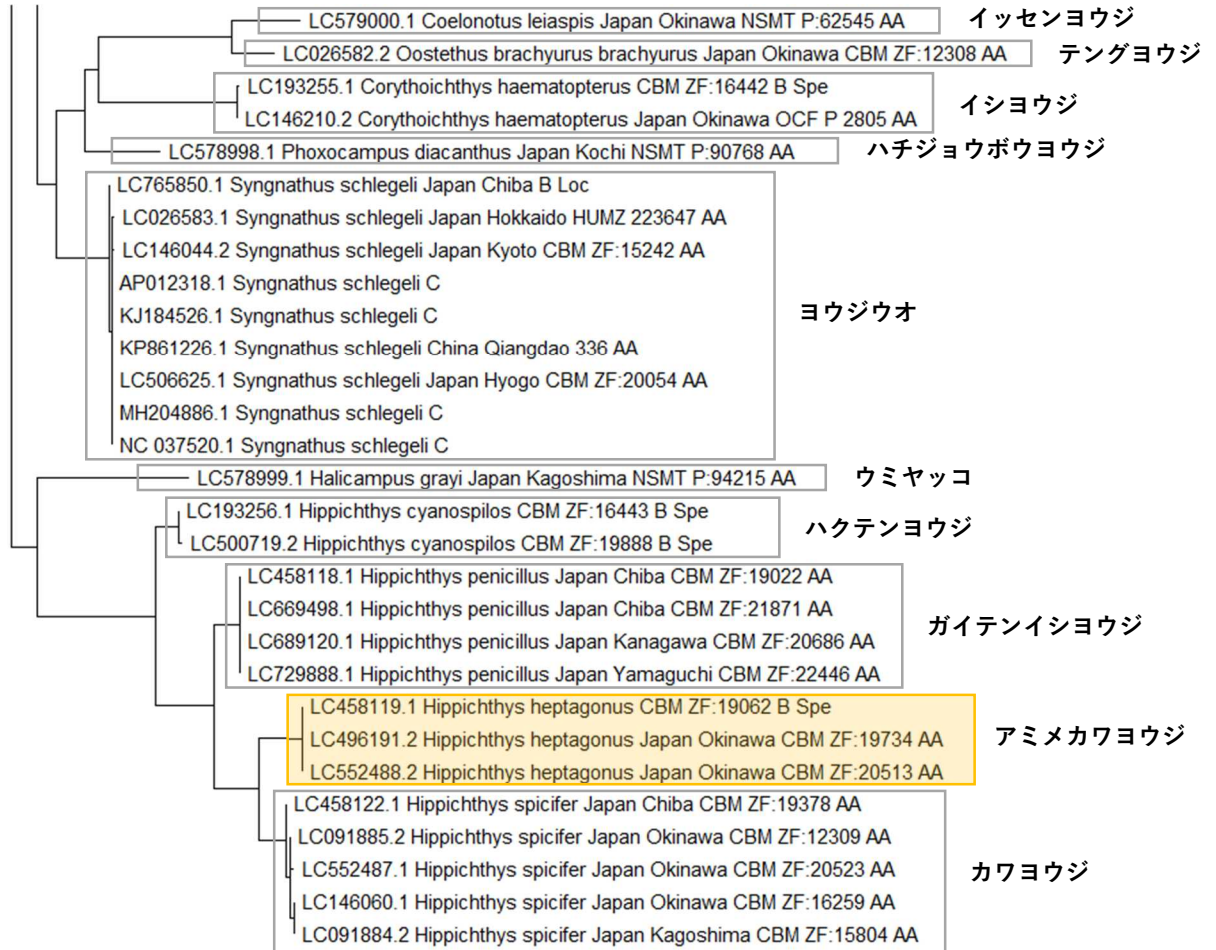 LC579000.1 Coelonotus leiaspis Japan Okinawa NSMT P:62545 AA
イッセンヨウジ
LC026582.2 Oostethus brachyurus brachyurus Japan Okinawa CBM ZF:12308 AA
テングヨウジ
LC193255.1 Corythoichthys haematopterus CBM ZF:16442 B Spe
イショウジ
LC146210.2 Corythoichthys haematopterus Japan Okinawa OCF P 2805 AA
LC578998.1 Phoxocampus diacanthus Japan Kochi NSMT P:90768 AA
ハチジョウボウヨウジ
LC765850.1 Syngnathus schlegeli Japan Chiba B Loc
LC026583.1 Syngnathus schlegeli Japan Hokkaido HUMZ 223647 AA
LC146044.2 Syngnathus schlegeli Japan Kyoto CBM ZF:15242 AA
AP012318.1 Syngnathus schlegeli C
ヨウジウオ
KJ184526.1 Syngnathus schlegeli C
KP861226.1 Syngnathus schlegeli China Qiangdao 336 AA
LC506625.1 Syngnathus schlegeli Japan Hyogo CBM ZF:20054 AA
MH204886.1 Syngnathus schlegeli C
NC 037520.1 Syngnathus schlegeli C
LC578999.1 Halicampus grayi Japan Kagoshima NSMT P:94215 AA
ウミヤッコ
LC193256.1 Hippichthys cyanospilos CBM ZF:16443 B Spe
ハクテンヨウジ
LC500719.2 Hippichthys cyanospilos CBM ZF:19888 B Spe
LC458118.1 Hippichthys penicillus Japan Chiba CBM ZF:19022 AA
LC669498.1 Hippichthys penicillus Japan Chiba CBM ZF:21871 AA
ガイテンイショウジ
LC689120.1 Hippichthys penicillus Japan Kanagawa CBM ZF:20686 AA
LC729888.1 Hippichthys penicillus Japan Yamaguchi CBM ZF:22446 AA
LC458119.1 Hippichthys heptagonus CBM ZF:19062 B Spe
LC496191.2 Hippichthys heptagonus Japan Okinawa CBM ZF:19734 AA
アミメカワヨウジ
LC552488.2 Hippichthys heptagonus Japan Okinawa CBM ZF:20513 AA
LC458122.1 Hippichthys spicifer Japan Chiba CBM ZF:19378 AA
LC091885.2 Hippichthys spicifer Japan Okinawa CBM ZF:12309 AA
LC552487.1 Hippichthys spicifer Japan Okinawa CBM ZF:20523 AA
カワヨウジ
LC146060.1 Hippichthys spicifer Japan Okinawa CBM ZF:16259 AA
LC091884.2 Hippichthys spicifer Japan Kagoshima CBM ZF:15804 AA